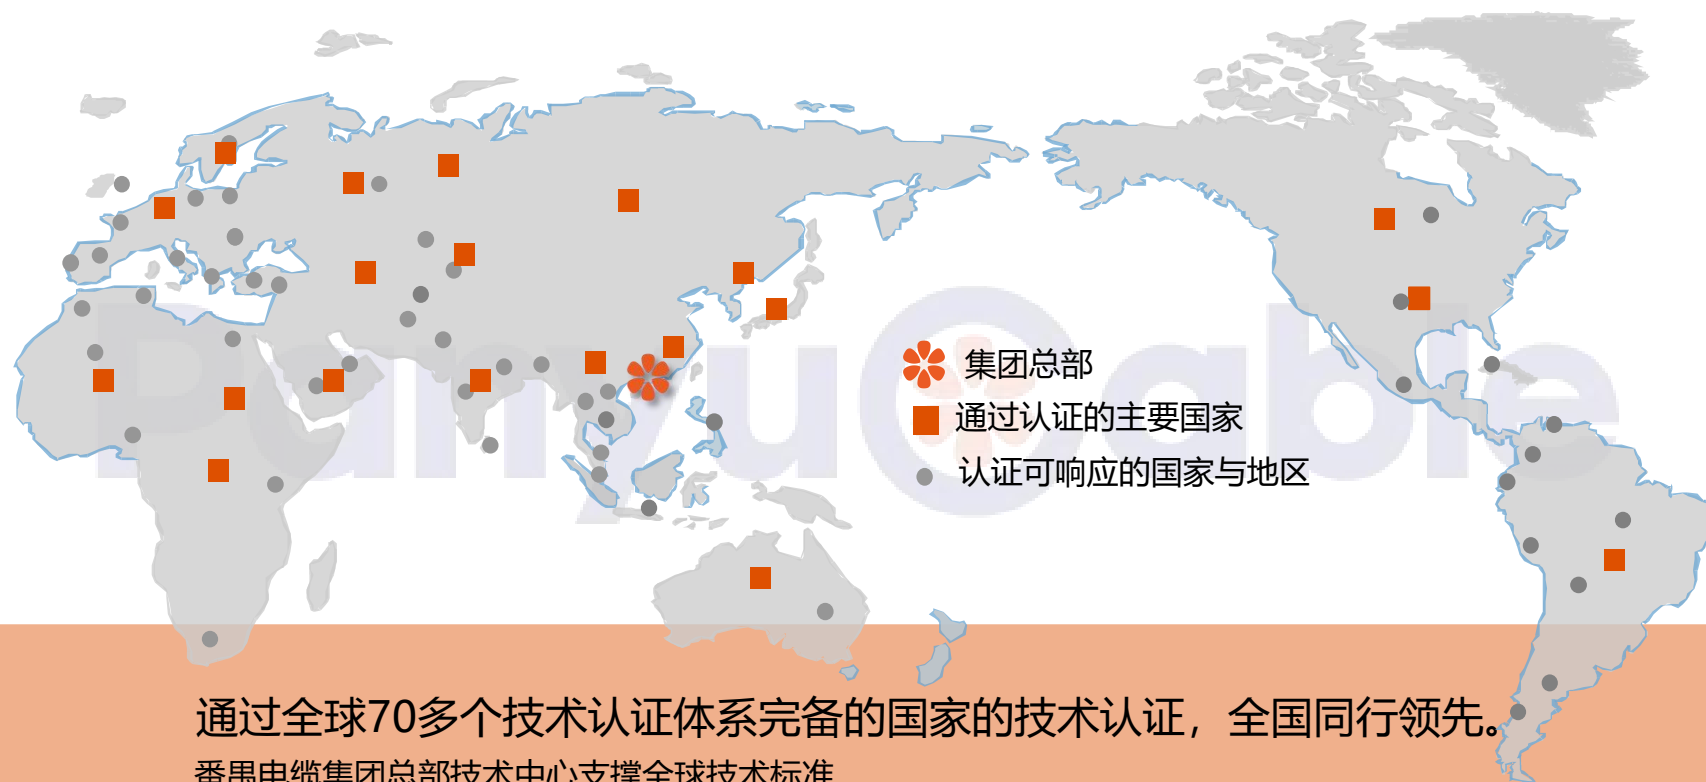 Panyu Cable
集团总部
通过认证的主要国家
认证可响应的国家与地区
通过全球70多个技术认证体系完备的国家的技术认证，全国同行领先。
番禺电缆集团总部技术中心支撑全球技术标准